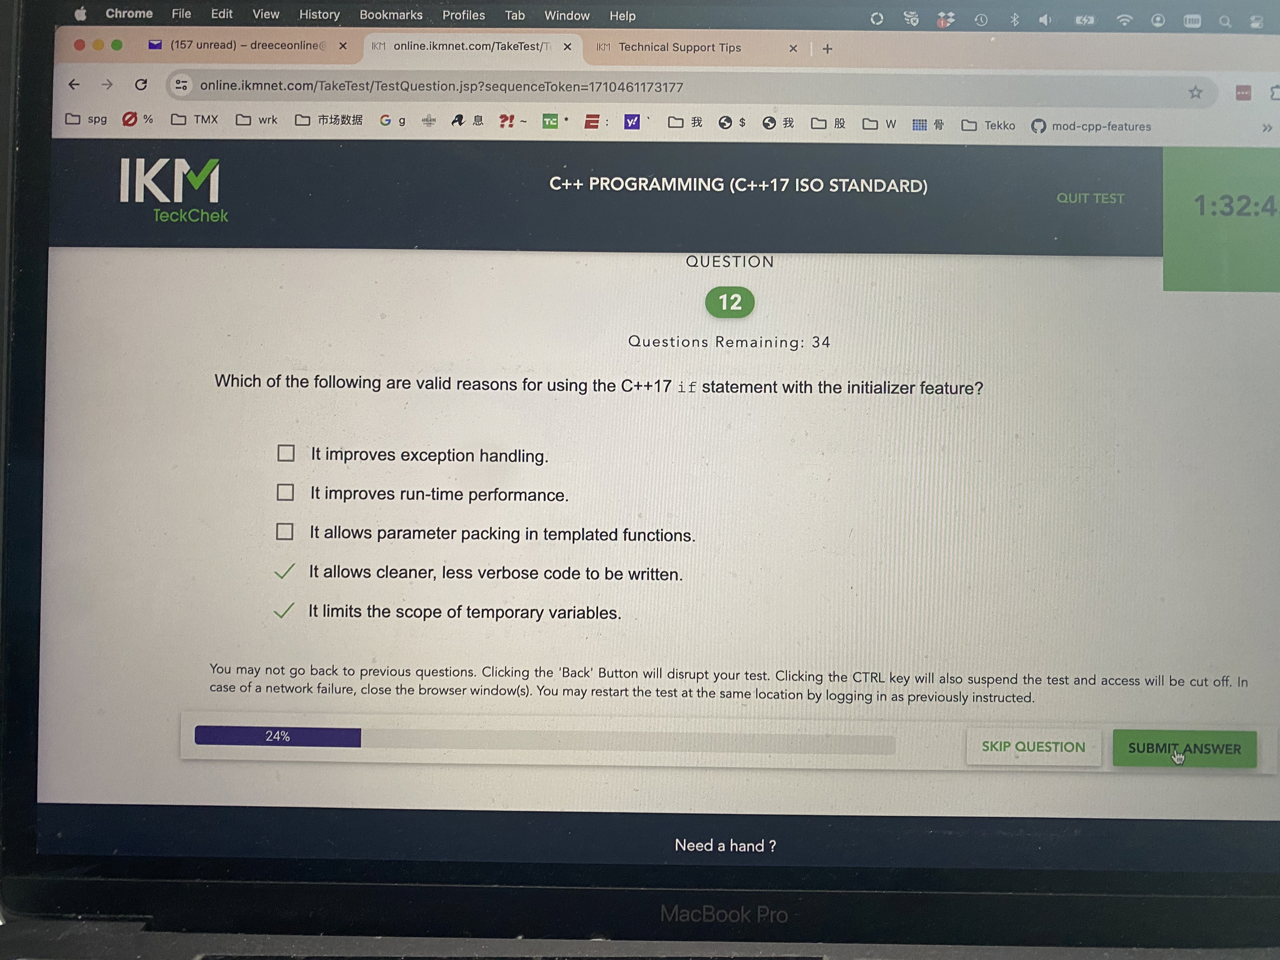 Chrome File Edit View History Bookmarks Profiles Tab Window Help
(157 unread) – dreeceonline@
IKM online.ikmnet.com/TakeTest/T
IKM Technical Support Tips
online.ikmnet.com/TakeTest/TestQuestion.jsp?sequenceToken=1710461173177
spg % TMX wrk 市场数据 G g 息 ?! ~ TC • : y! ` 我 $ 我 股 W 骨 Tekko mod-cpp-features »
IKM
TeckChek
C++ PROGRAMMING (C++17 ISO STANDARD)
QUIT TEST
1:32:4
QUESTION
12
Questions Remaining: 34
Which of the following are valid reasons for using the C++17 if statement with the initializer feature?
It improves exception handling.
It improves run-time performance.
It allows parameter packing in templated functions.
It allows cleaner, less verbose code to be written.
It limits the scope of temporary variables.
You may not go back to previous questions. Clicking the 'Back' Button will disrupt your test. Clicking the CTRL key will also suspend the test and access will be cut off. In
case of a network failure, close the browser window(s). You may restart the test at the same location by logging in as previously instructed.
24%
SKIP QUESTION
SUBMIT ANSWER
Need a hand ?
MacBook Pro